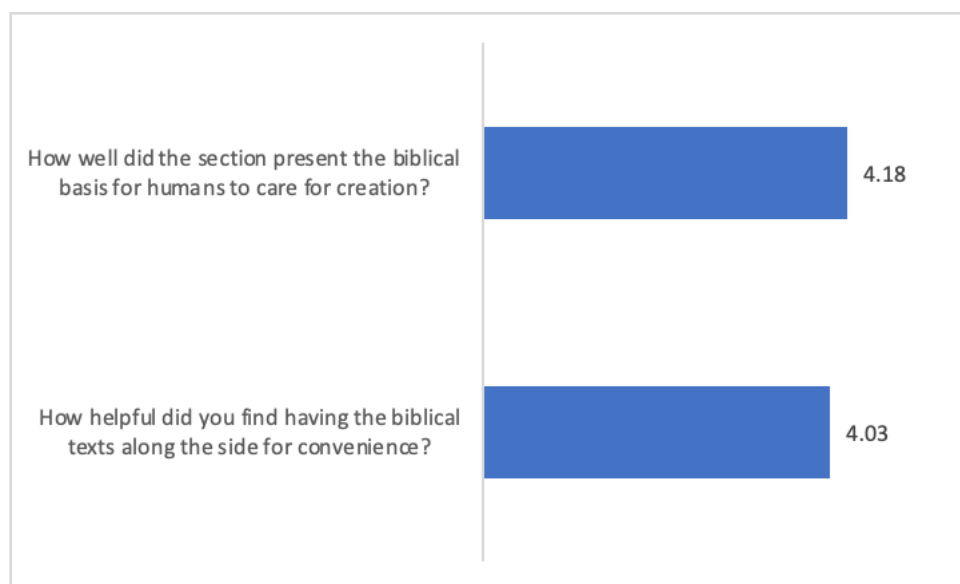 How well did the section present the biblical
basis for humans to care for creation?
4.18
How helpful did you find having the biblical
texts along the side for convenience?
4.03